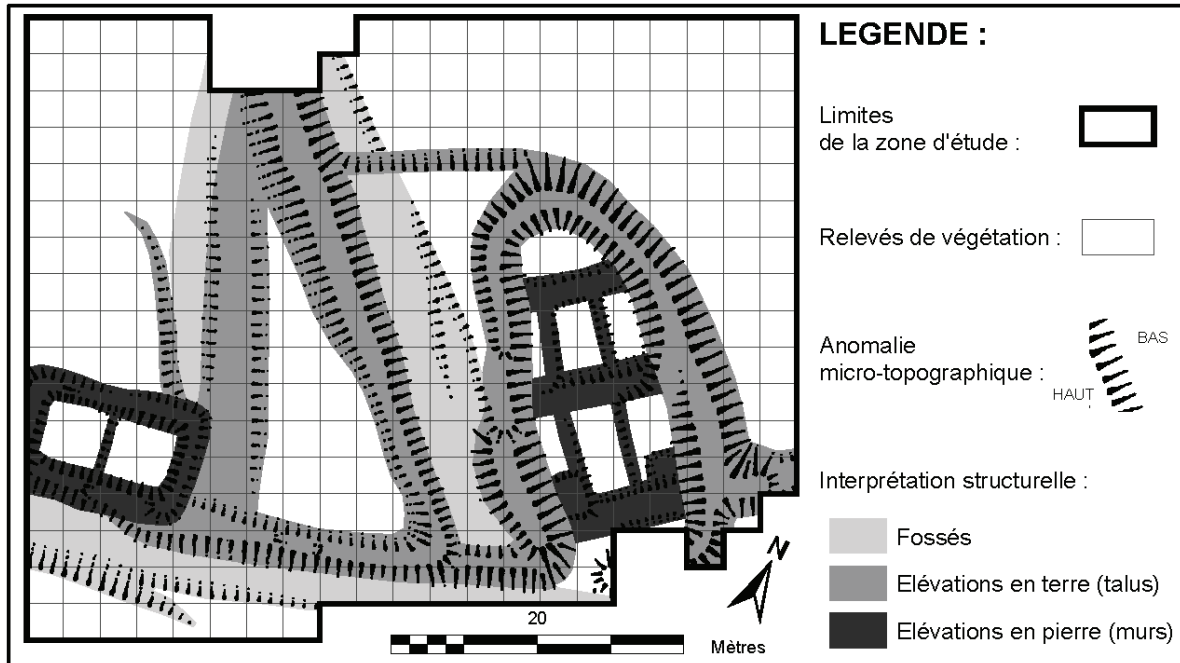 LEGENDE :
Limites
de la zone d'étude :
Relevés de végétation :
Anomalie
micro-topographique :
BAS
HAUT
Interprétation structurelle :
Fossés
Elévations en terre (talus)
Elévations en pierre (murs)
N
20
Mètres